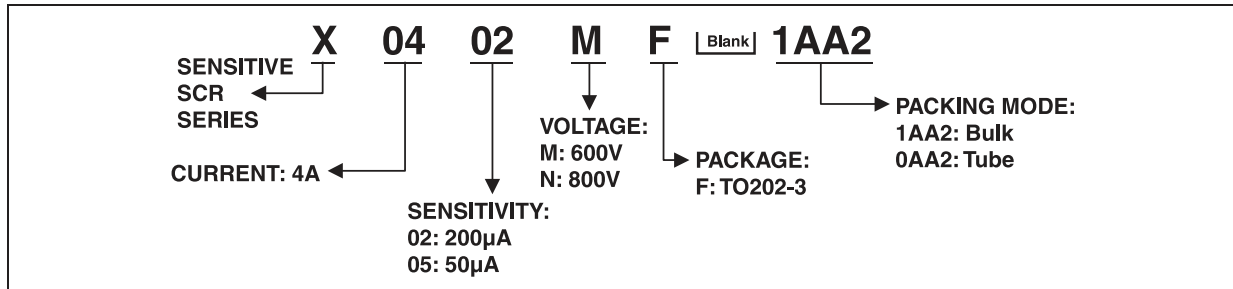 X 04 02 M F Blank 1AA2
SENSITIVE
SCR
SERIES
CURRENT: 4A
SENSITIVITY:
02: 200µA
05: 50µA
VOLTAGE:
M: 600V
N: 800V
PACKAGE:
F: TO202-3
PACKING MODE:
1AA2: Bulk
0AA2: Tube